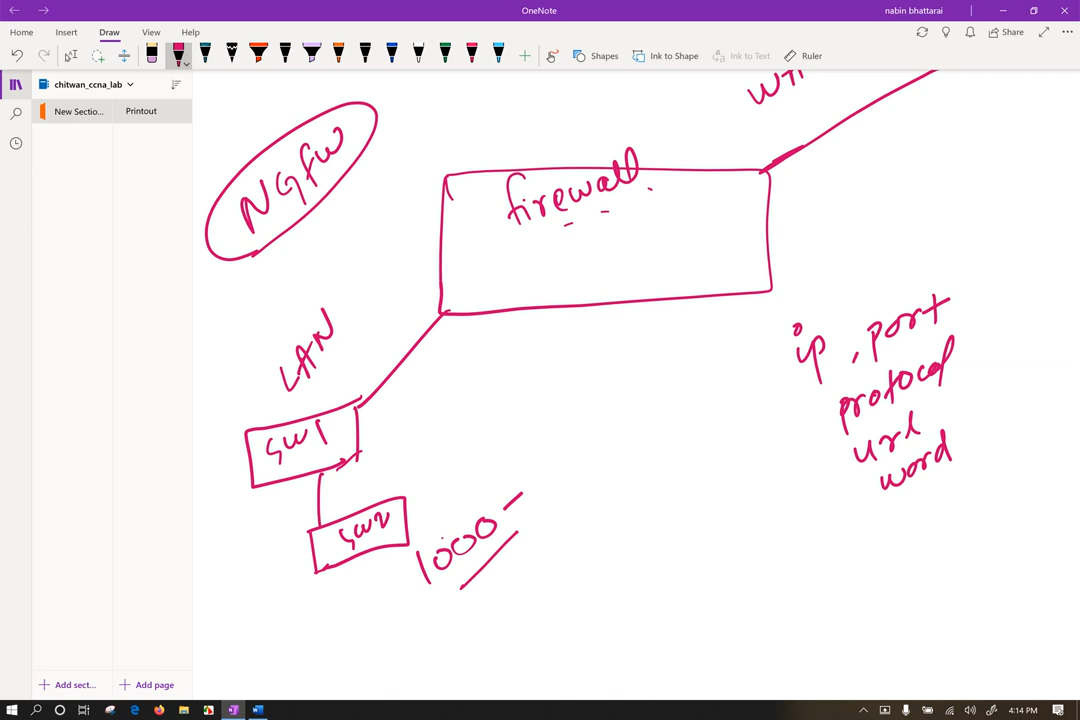 OneNote
nabin bhattarai
Home Insert Draw View Help
Share
Shapes
Ink to Shape
Ink to Text
Ruler
chitwan_ccna_lab
New Sectio...
Printout
NGfW
firewall
LAN
SW1
SW2
1000
ip, port
protocol
url
word
Add sect...
Add page
4:14 PM